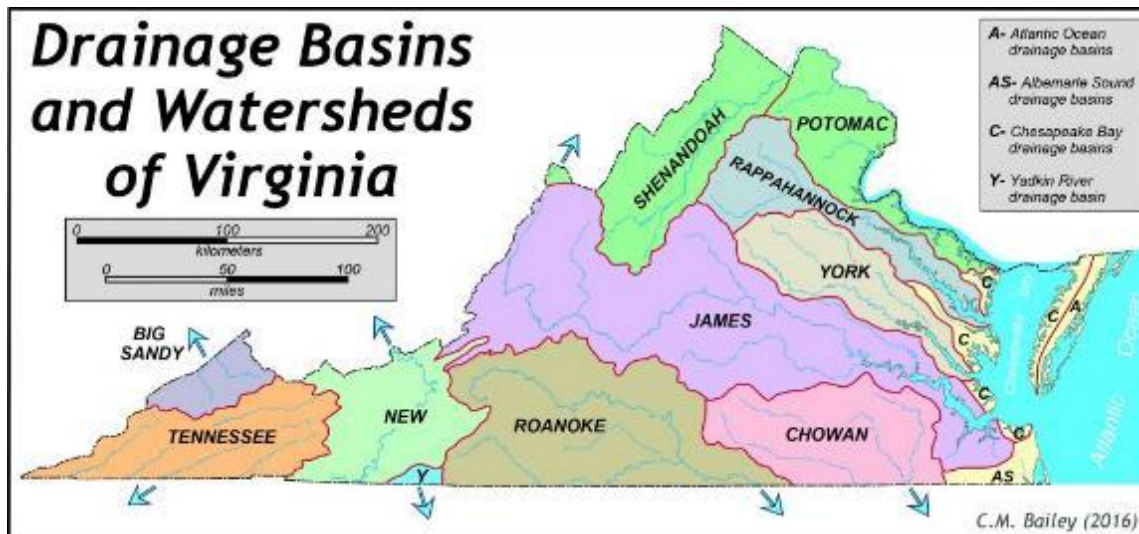 Drainage Basins
and Watersheds
of Virginia
0 100 200
kilometers
0 50 100
miles
A- Atlantic Ocean
drainage basins
AS- Albemarle Sound
drainage basins
C- Chesapeake Bay
drainage basins
Y- Yadkin River
drainage basin
SHENANDOAH
POTOMAC
RAPPAHANNOCK
YORK
C
C
A
C
JAMES
C
BIG
SANDY
TENNESSEE
NEW
Y
ROANOKE
CHOWAN
C
AS
Chesapeake Bay
Atlantic
Ocean
C.M. Bailey (2016)